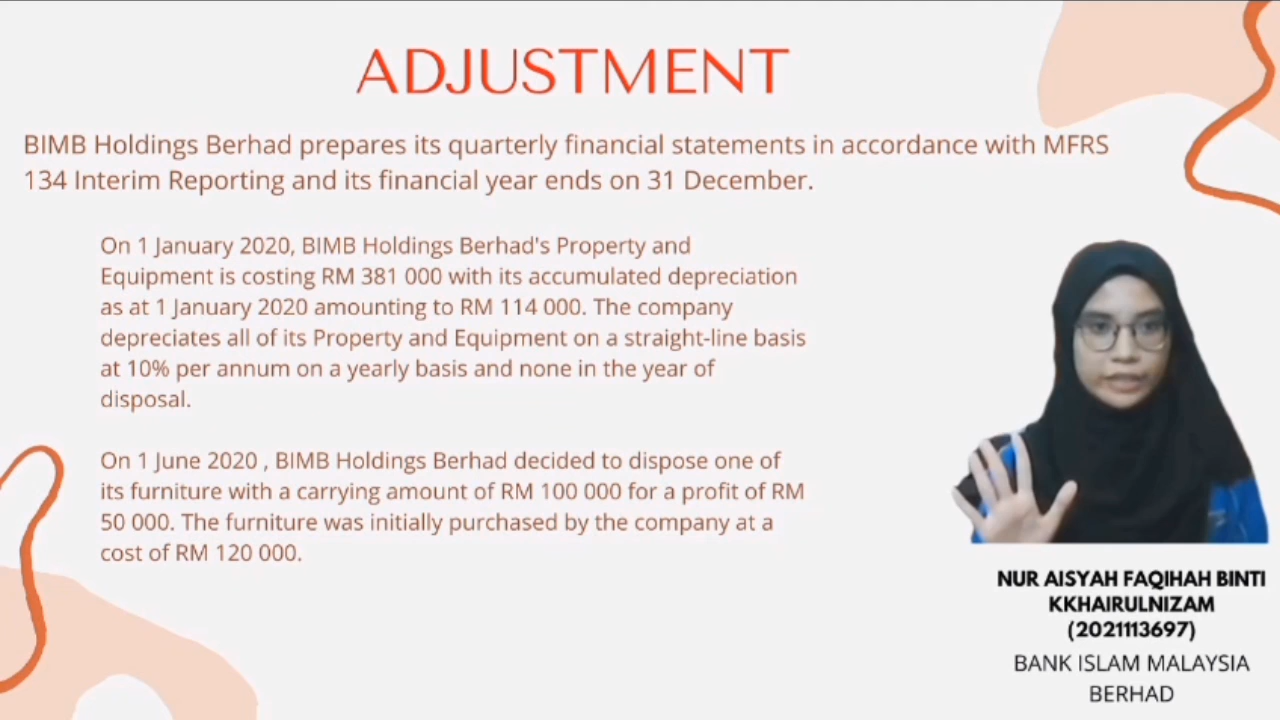 ADJUSTMENT
BIMB Holdings Berhad prepares its quarterly financial statements in accordance with MFRS
134 Interim Reporting and its financial year ends on 31 December.
On 1 January 2020, BIMB Holdings Berhad's Property and
Equipment is costing RM 381 000 with its accumulated depreciation
as at 1 January 2020 amounting to RM 114 000. The company
depreciates all of its Property and Equipment on a straight-line basis
at 10% per annum on a yearly basis and none in the year of
disposal.
On 1 June 2020 , BIMB Holdings Berhad decided to dispose one of
its furniture with a carrying amount of RM 100 000 for a profit of RM
50 000. The furniture was initially purchased by the company at a
cost of RM 120 000.
NUR AISYAH FAQIHAH BINTI
KKHAIRULNIZAM
(2021113697)
BANK ISLAM MALAYSIA
BERHAD